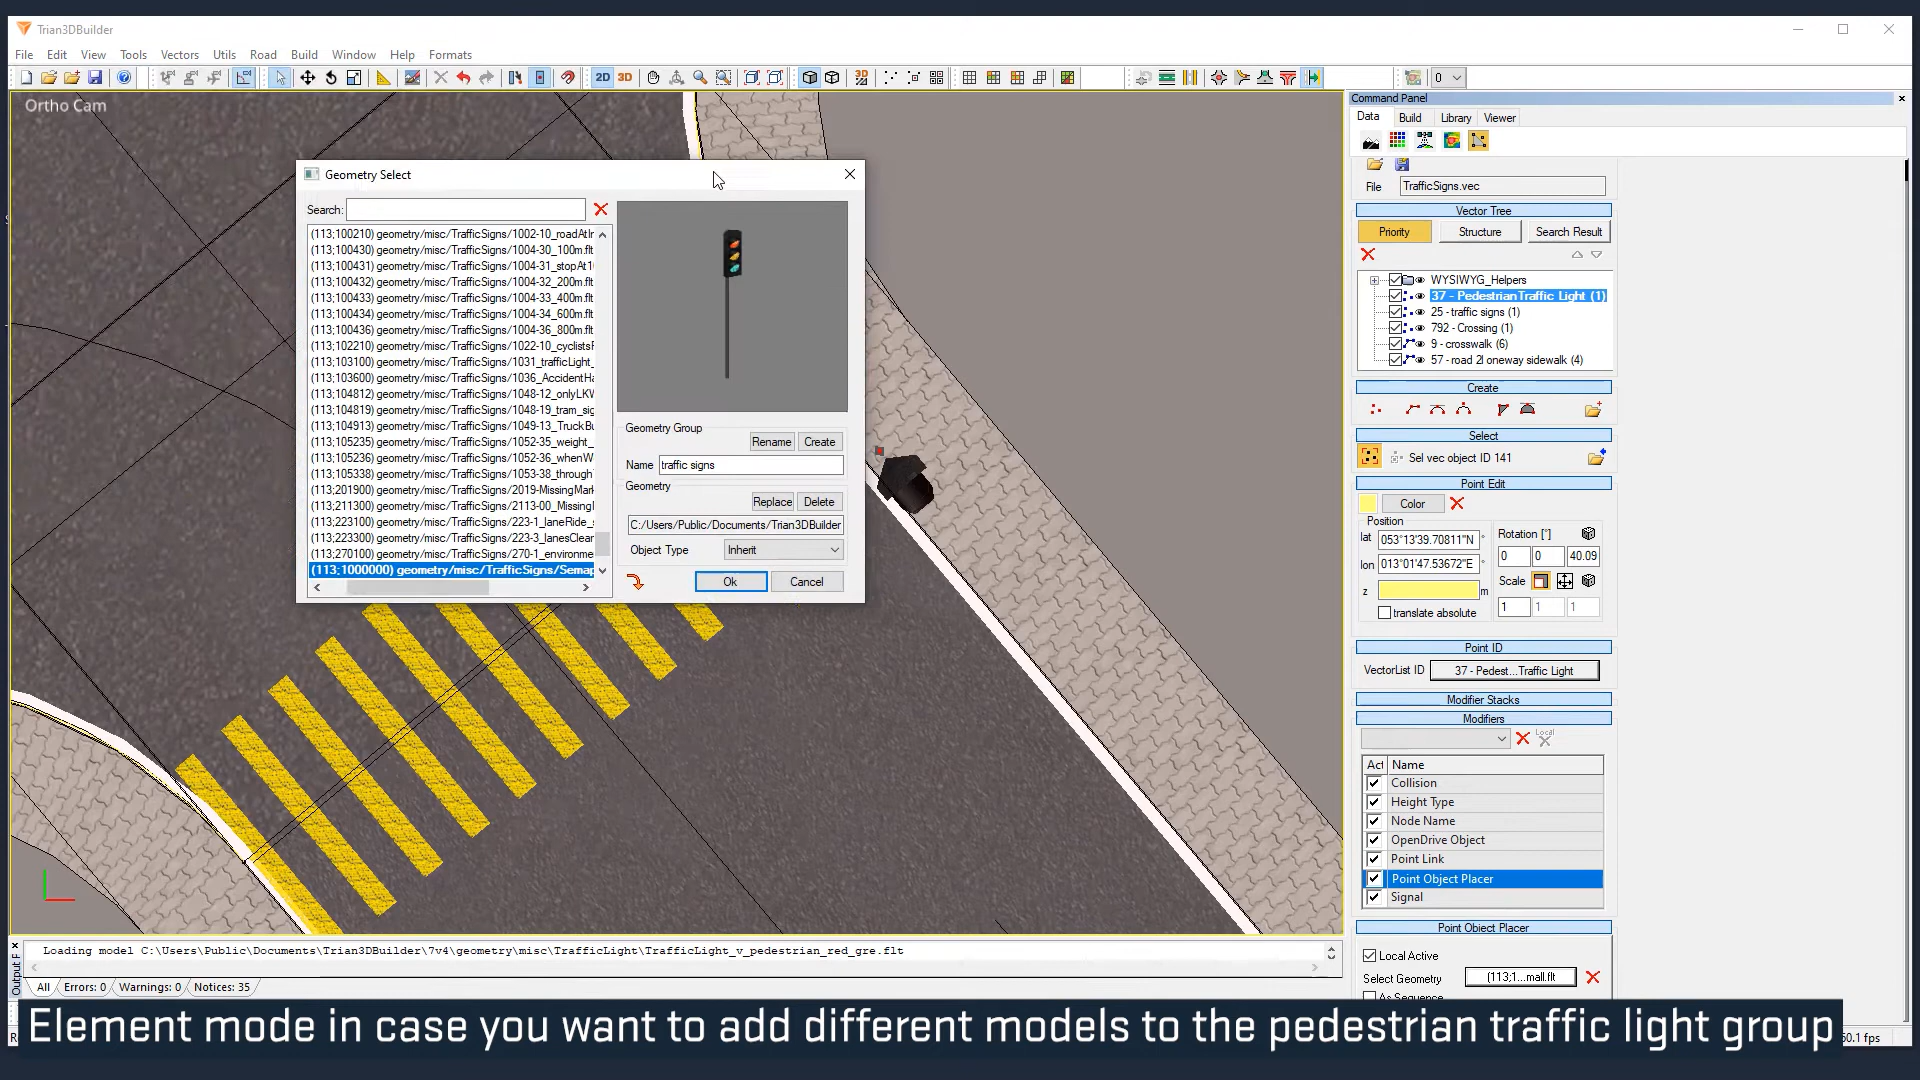 Trian3DBuilder
File Edit View Tools Vectors Utils Road Build Window Help Formats
2D 3D 0
Ortho Cam
Geometry Select
Search:
(113;100210) geometry/misc/TrafficSigns/1002-10_roadAtIr
(113;100430) geometry/misc/TrafficSigns/1004-30_100m.flt
(113;100431) geometry/misc/TrafficSigns/1004-31_stopAt1
(113;100432) geometry/misc/TrafficSigns/1004-32_200m.flt
(113;100433) geometry/misc/TrafficSigns/1004-33_400m.flt
(113;100434) geometry/misc/TrafficSigns/1004-34_600m.flt
(113;100436) geometry/misc/TrafficSigns/1004-36_800m.flt
(113;102210) geometry/misc/TrafficSigns/1022-10_cyclistsF
(113;103100) geometry/misc/TrafficSigns/1031_trafficLight_
(113;103600) geometry/misc/TrafficSigns/1036_AccidentHa
(113;104812) geometry/misc/TrafficSigns/1048-12_onlyLKW
(113;104819) geometry/misc/TrafficSigns/1048-19_tram_sig
(113;104913) geometry/misc/TrafficSigns/1049-13_TruckBu
(113;105235) geometry/misc/TrafficSigns/1052-35_weight_
(113;105236) geometry/misc/TrafficSigns/1052-36_whenW
(113;105338) geometry/misc/TrafficSigns/1053-38_through
(113;201900) geometry/misc/TrafficSigns/2019-MissingMark
(113;211300) geometry/misc/TrafficSigns/2113-00_Missing
(113;223100) geometry/misc/TrafficSigns/223-1_laneRide_
(113;223300) geometry/misc/TrafficSigns/223-3_lanesClear
(113;270100) geometry/misc/TrafficSigns/270-1_environme
(113;1000000) geometry/misc/TrafficSigns/Semap
Geometry Group
Rename Create
Name traffic signs
Geometry
Replace Delete
C:/Users/Public/Documents/Trian3DBuilder
Object Type Inherit
Ok Cancel
Command Panel
Data Build Library Viewer
File TrafficSigns.vec
Vector Tree
Priority Structure Search Result
WYSIWYG_Helpers
37 - PedestrianTraffic Light (1)
25 - traffic signs (1)
792 - Crossing (1)
9 - crosswalk (6)
57 - road 2l oneway sidewalk (4)
Create
Select
Sel vec object ID 141
Point Edit
Color
Position
lat 053°13'39.70811"N °
lon 013°01'47.53672"E °
z m
translate absolute
Rotation [°]
0 0 40.09
Scale
1 1 1
Point ID
VectorList ID 37 - Pedest...Traffic Light
Modifier Stacks
Modifiers
Local
Act Name
Collision
Height Type
Node Name
OpenDrive Object
Point Link
Point Object Placer
Signal
Point Object Placer
Local Active
Select Geometry (113;1...mall.flt
As Sequence
Output F
Loading model C:\Users\Public\Documents\Trian3DBuilder\7v4\geometry\misc\TrafficLight\TrafficLight_v_pedestrian_red_gre.flt
All Errors: 0 Warnings: 0 Notices: 35
Element mode in case you want to add different models to the pedestrian traffic light group